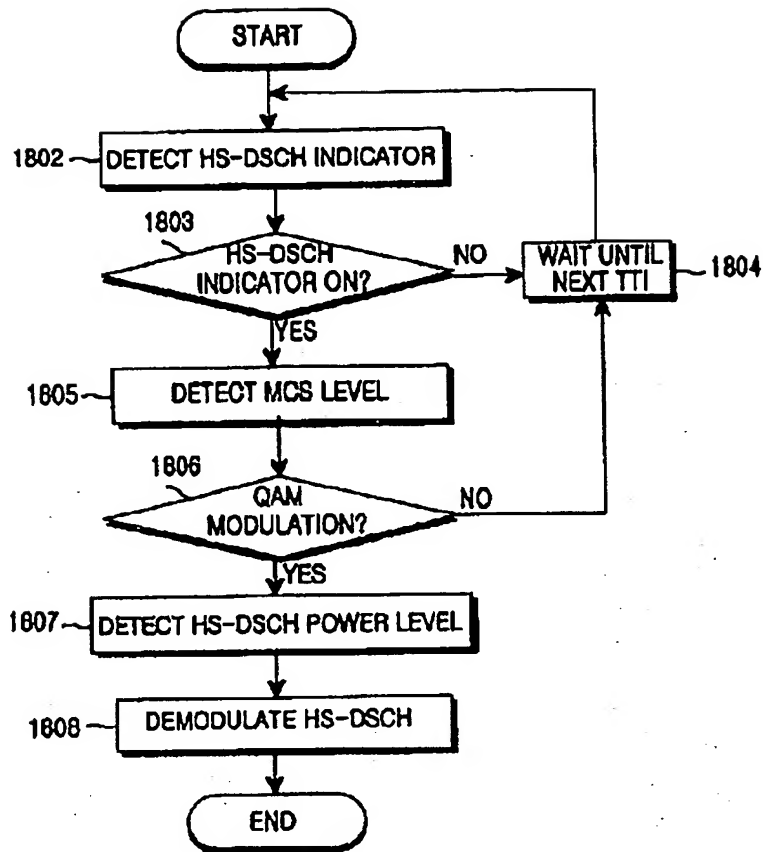 START
1802
DETECT HS-DSCH INDICATOR
1803
HS-DSCH
INDICATOR ON?
NO
WAIT UNTIL
NEXT TTI
1804
YES
1805
DETECT MCS LEVEL
1806
QAM
MODULATION?
NO
YES
1807
DETECT HS-DSCH POWER LEVEL
1808
DEMODULATE HS-DSCH
END